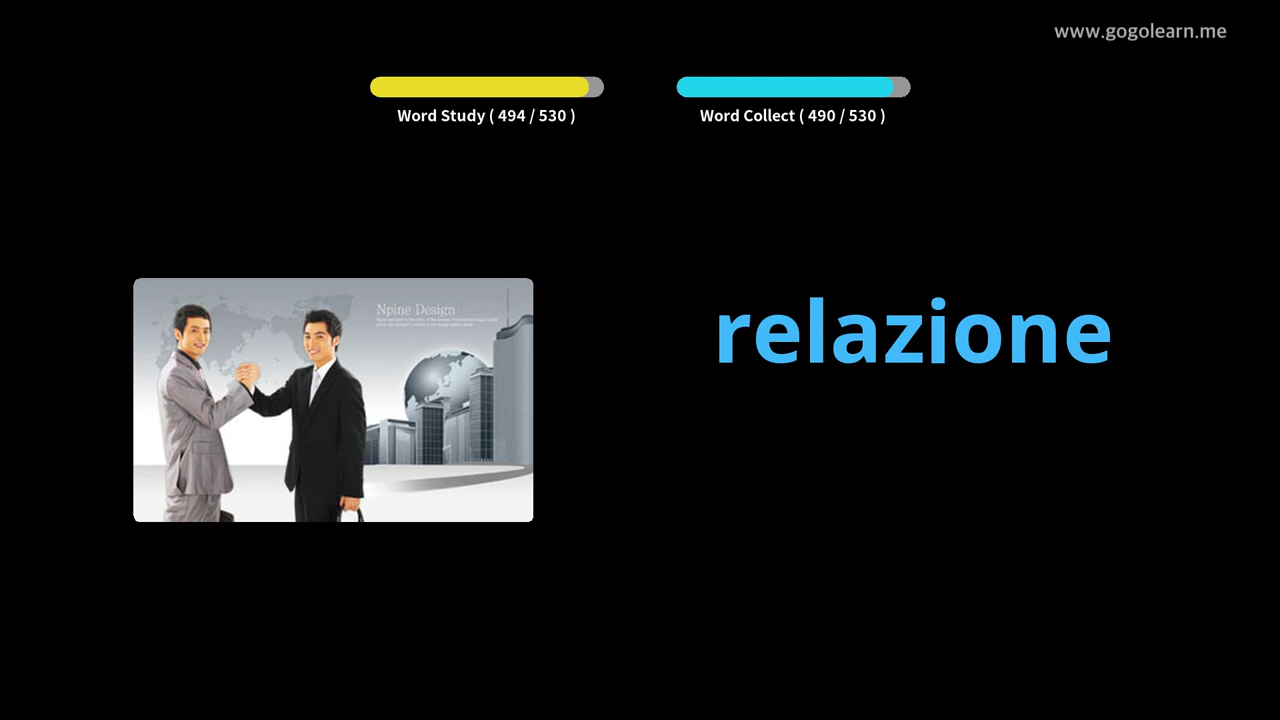 www.gogolearn.me
Word Study ( 494 / 530 )
Word Collect ( 490 / 530 )
Npine Design
relazione